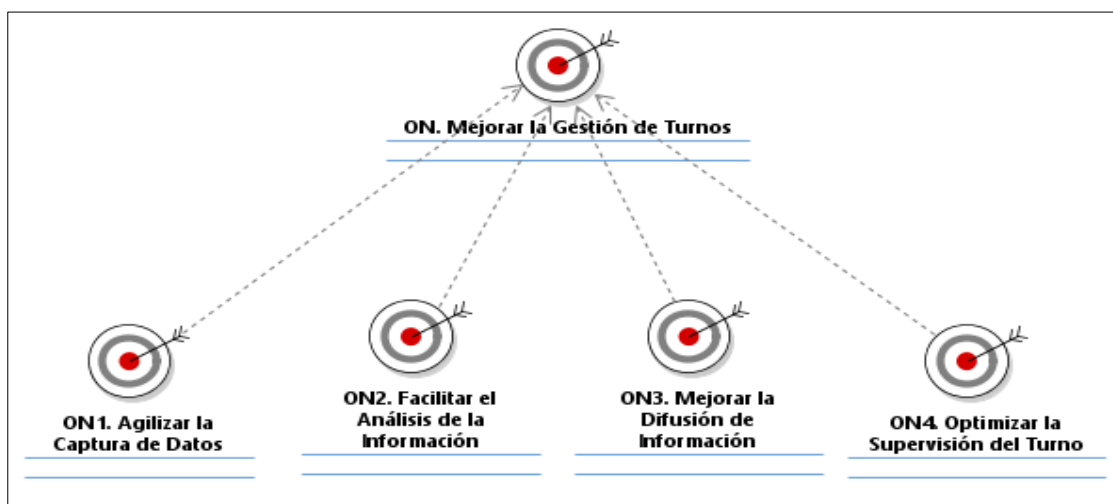 ON. Mejorar la Gestión de Turnos
ON1. Agilizar la
Captura de Datos
ON2. Facilitar el
Análisis de la
Información
ON3. Mejorar la
Difusión de
Información
ON4. Optimizar la
Supervisión del Turno